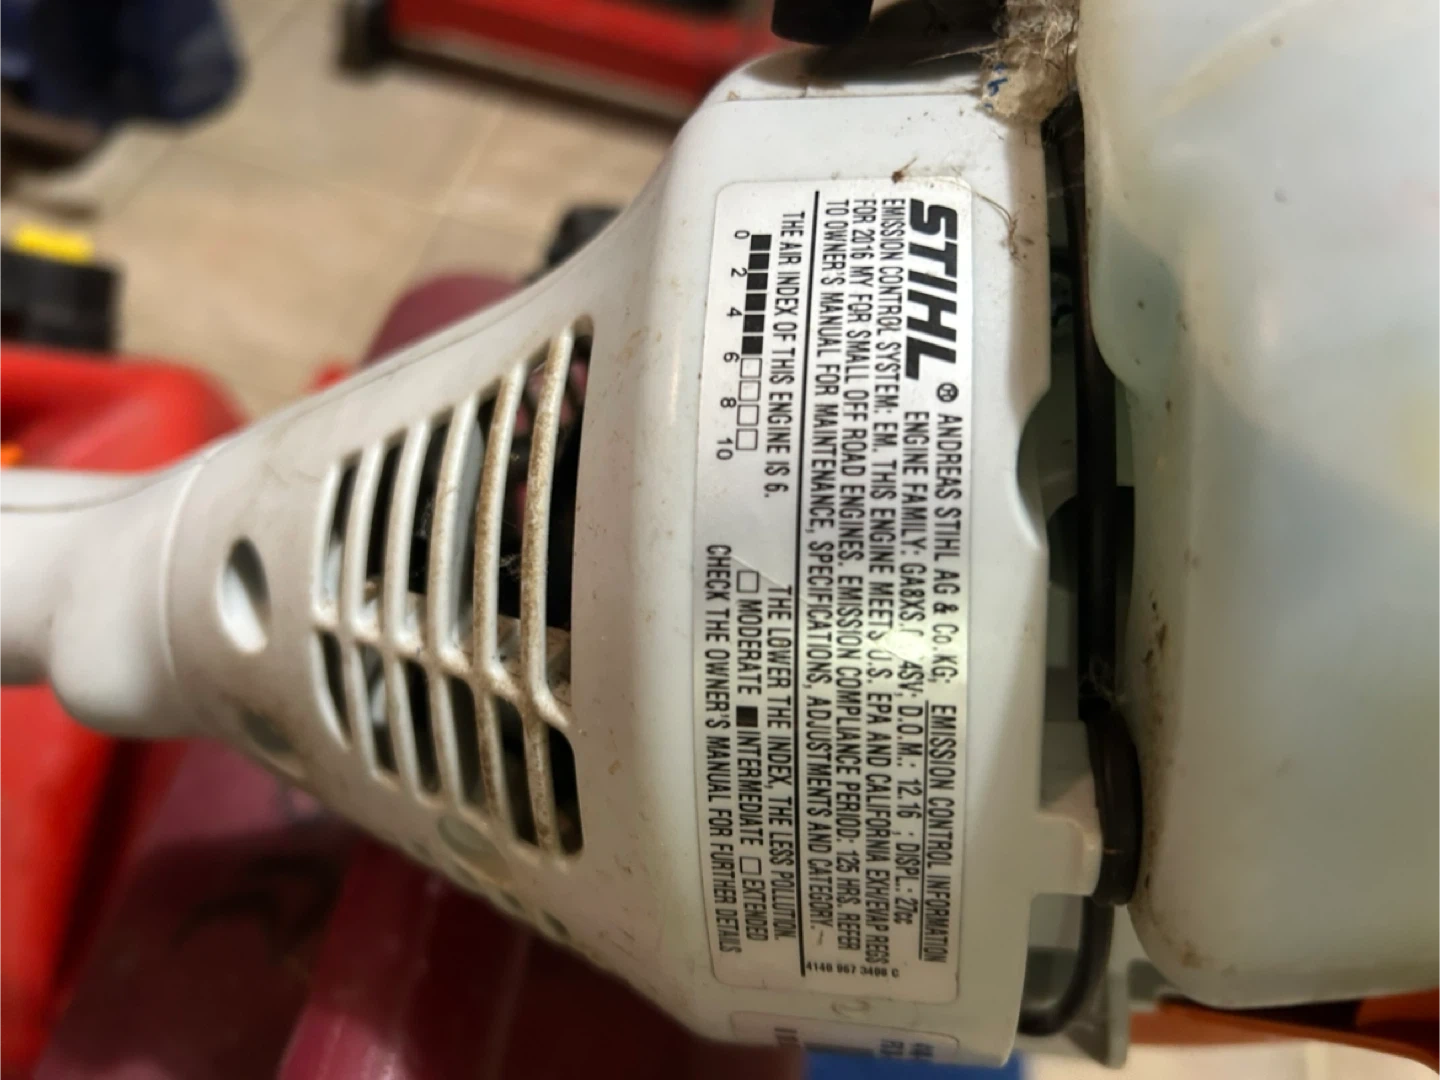 STIHL ® ANDREAS STIHL AG & Co.KG; EMISSION CONTROL INFORMATION
ENGINE FAMILY: D.O.M.: 12.16 ; DISPL.: 27cc
EMISSION CONTROL SYSTEM: EM. THIS ENGINE MEETS U.S. EPA AND CALIFORNIA EXH/EVAP REGS
FOR 2016 MY FOR SMALL OFF ROAD ENGINES. EMISSION COMPLIANCE PERIOD: 125 HRS. REFER
TO OWNER'S MANUAL FOR MAINTENANCE, SPECIFICATIONS, ADJUSTMENTS AND CATEGORY.
THE AIR INDEX OF THIS ENGINE IS 6.
0 2 4 6 8 10
THE LOWER THE INDEX, THE LESS POLLUTION.
☐ MODERATE ■ INTERMEDIATE ☐ EXTENDED
CHECK THE OWNER'S MANUAL FOR FURTHER DETAILS